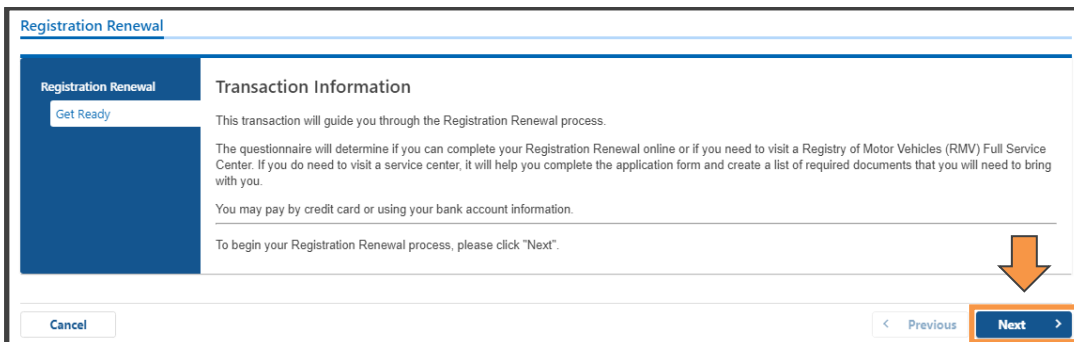 Registration Renewal
Registration Renewal
Get Ready
Transaction Information
This transaction will guide you through the Registration Renewal process.
The questionnaire will determine if you can complete your Registration Renewal online or if you need to visit a Registry of Motor Vehicles (RMV) Full Service
Center. If you do need to visit a service center, it will help you complete the application form and create a list of required documents that you will need to bring
with you.
You may pay by credit card or using your bank account information.
To begin your Registration Renewal process, please click "Next".
Cancel
< Previous
Next >